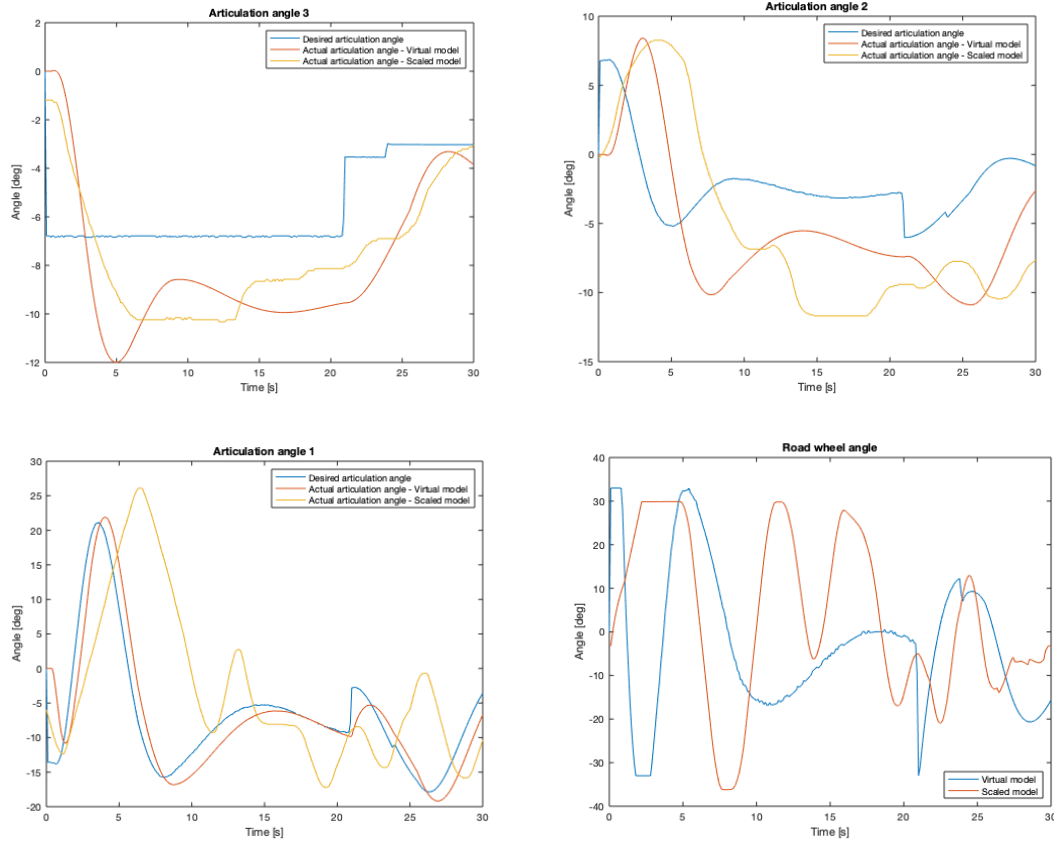 Articulation angle 3
2
0
-2
-4
-6
-8
-10
-12
Angle [deg]
0 5 10 15 20 25 30
Time [s]
Desired articulation angle
Actual articulation angle - Virtual model
Actual articulation angle - Scaled model
Articulation angle 2
10
5
0
-5
-10
-15
Angle [deg]
0 5 10 15 20 25 30
Time [s]
Desired articulation angle
Actual articulation angle - Virtual model
Actual articulation angle - Scaled model
Articulation angle 1
30
25
20
15
10
5
0
-5
-10
-15
-20
Angle [deg]
0 5 10 15 20 25 30
Time [s]
Desired articulation angle
Actual articulation angle - Virtual model
Actual articulation angle - Scaled model
Road wheel angle
40
30
20
10
0
-10
-20
-30
-40
Angle [deg]
0 5 10 15 20 25 30
Time [s]
Virtual model
Scaled model